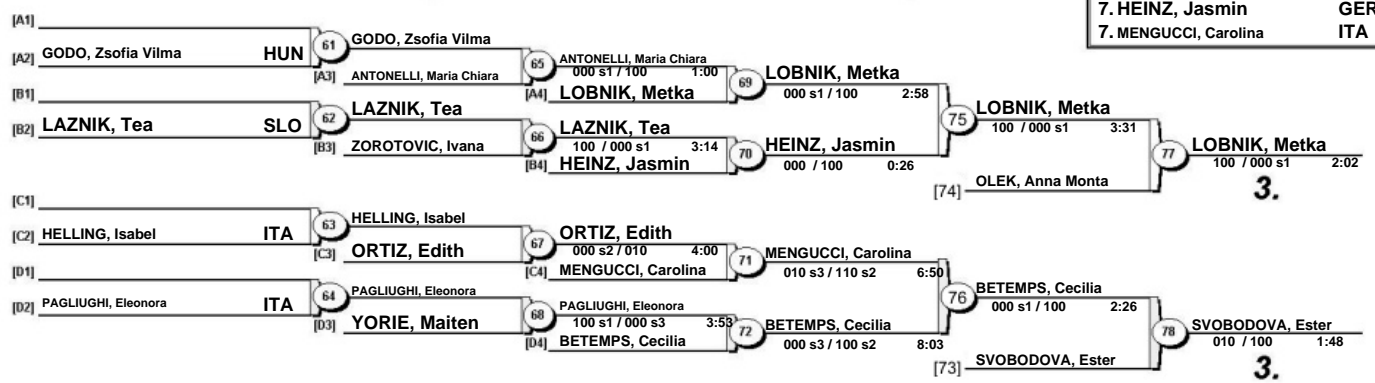 7. HEINZ, Jasmin GER
7. MENGUCCI, Carolina ITA
[A1]
[A2] GODO, Zsofia Vilma HUN
61
GODO, Zsofia Vilma
[A3] ANTONELLI, Maria Chiara
65
ANTONELLI, Maria Chiara
000 s1 / 100 1:00
[A4] LOBNIK, Metka
69
LOBNIK, Metka
000 s1 / 100 2:58
[B1]
[B2] LAZNIK, Tea SLO
62
LAZNIK, Tea
[B3] ZOROTOVIC, Ivana
66
LAZNIK, Tea
100 / 000 s1 3:14
[B4] HEINZ, Jasmin
70
HEINZ, Jasmin
000 / 100 0:26
75
LOBNIK, Metka
100 / 000 s1 3:31
[74] OLEK, Anna Monta
77
LOBNIK, Metka
100 / 000 s1 2:02
3.
[C1]
[C2] HELLING, Isabel ITA
63
HELLING, Isabel
[C3] ORTIZ, Edith
67
ORTIZ, Edith
000 s2 / 010 4:00
[C4] MENGUCCI, Carolina
71
MENGUCCI, Carolina
010 s3 / 110 s2 6:50
[D1]
[D2] PAGLIUGHI, Eleonora ITA
64
PAGLIUGHI, Eleonora
[D3] YORIE, Maiten
68
PAGLIUGHI, Eleonora
100 s1 / 000 s3 3:53
[D4] BETEMPS, Cecilia
72
BETEMPS, Cecilia
000 s3 / 100 s2 8:03
76
BETEMPS, Cecilia
000 s1 / 100 2:26
[73] SVOBODOVA, Ester
78
SVOBODOVA, Ester
010 / 100 1:48
3.